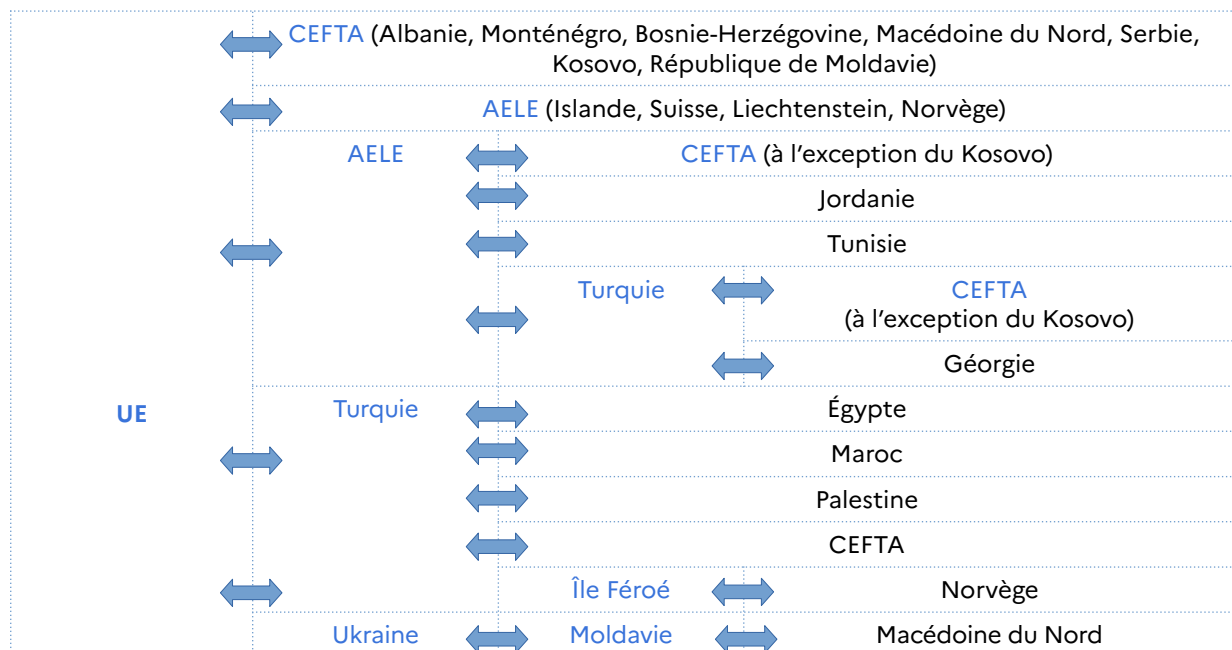 CEFTA (Albanie, Monténégro, Bosnie-Herzégovine, Macédoine du Nord, Serbie,
Kosovo, République de Moldavie)
AELE (Islande, Suisse, Liechtenstein, Norvège)
AELE
CEFTA (à l’exception du Kosovo)
Jordanie
Tunisie
Turquie
CEFTA
(à l’exception du Kosovo)
Géorgie
UE
Turquie
Égypte
Maroc
Palestine
CEFTA
Île Féroé
Norvège
Ukraine
Moldavie
Macédoine du Nord